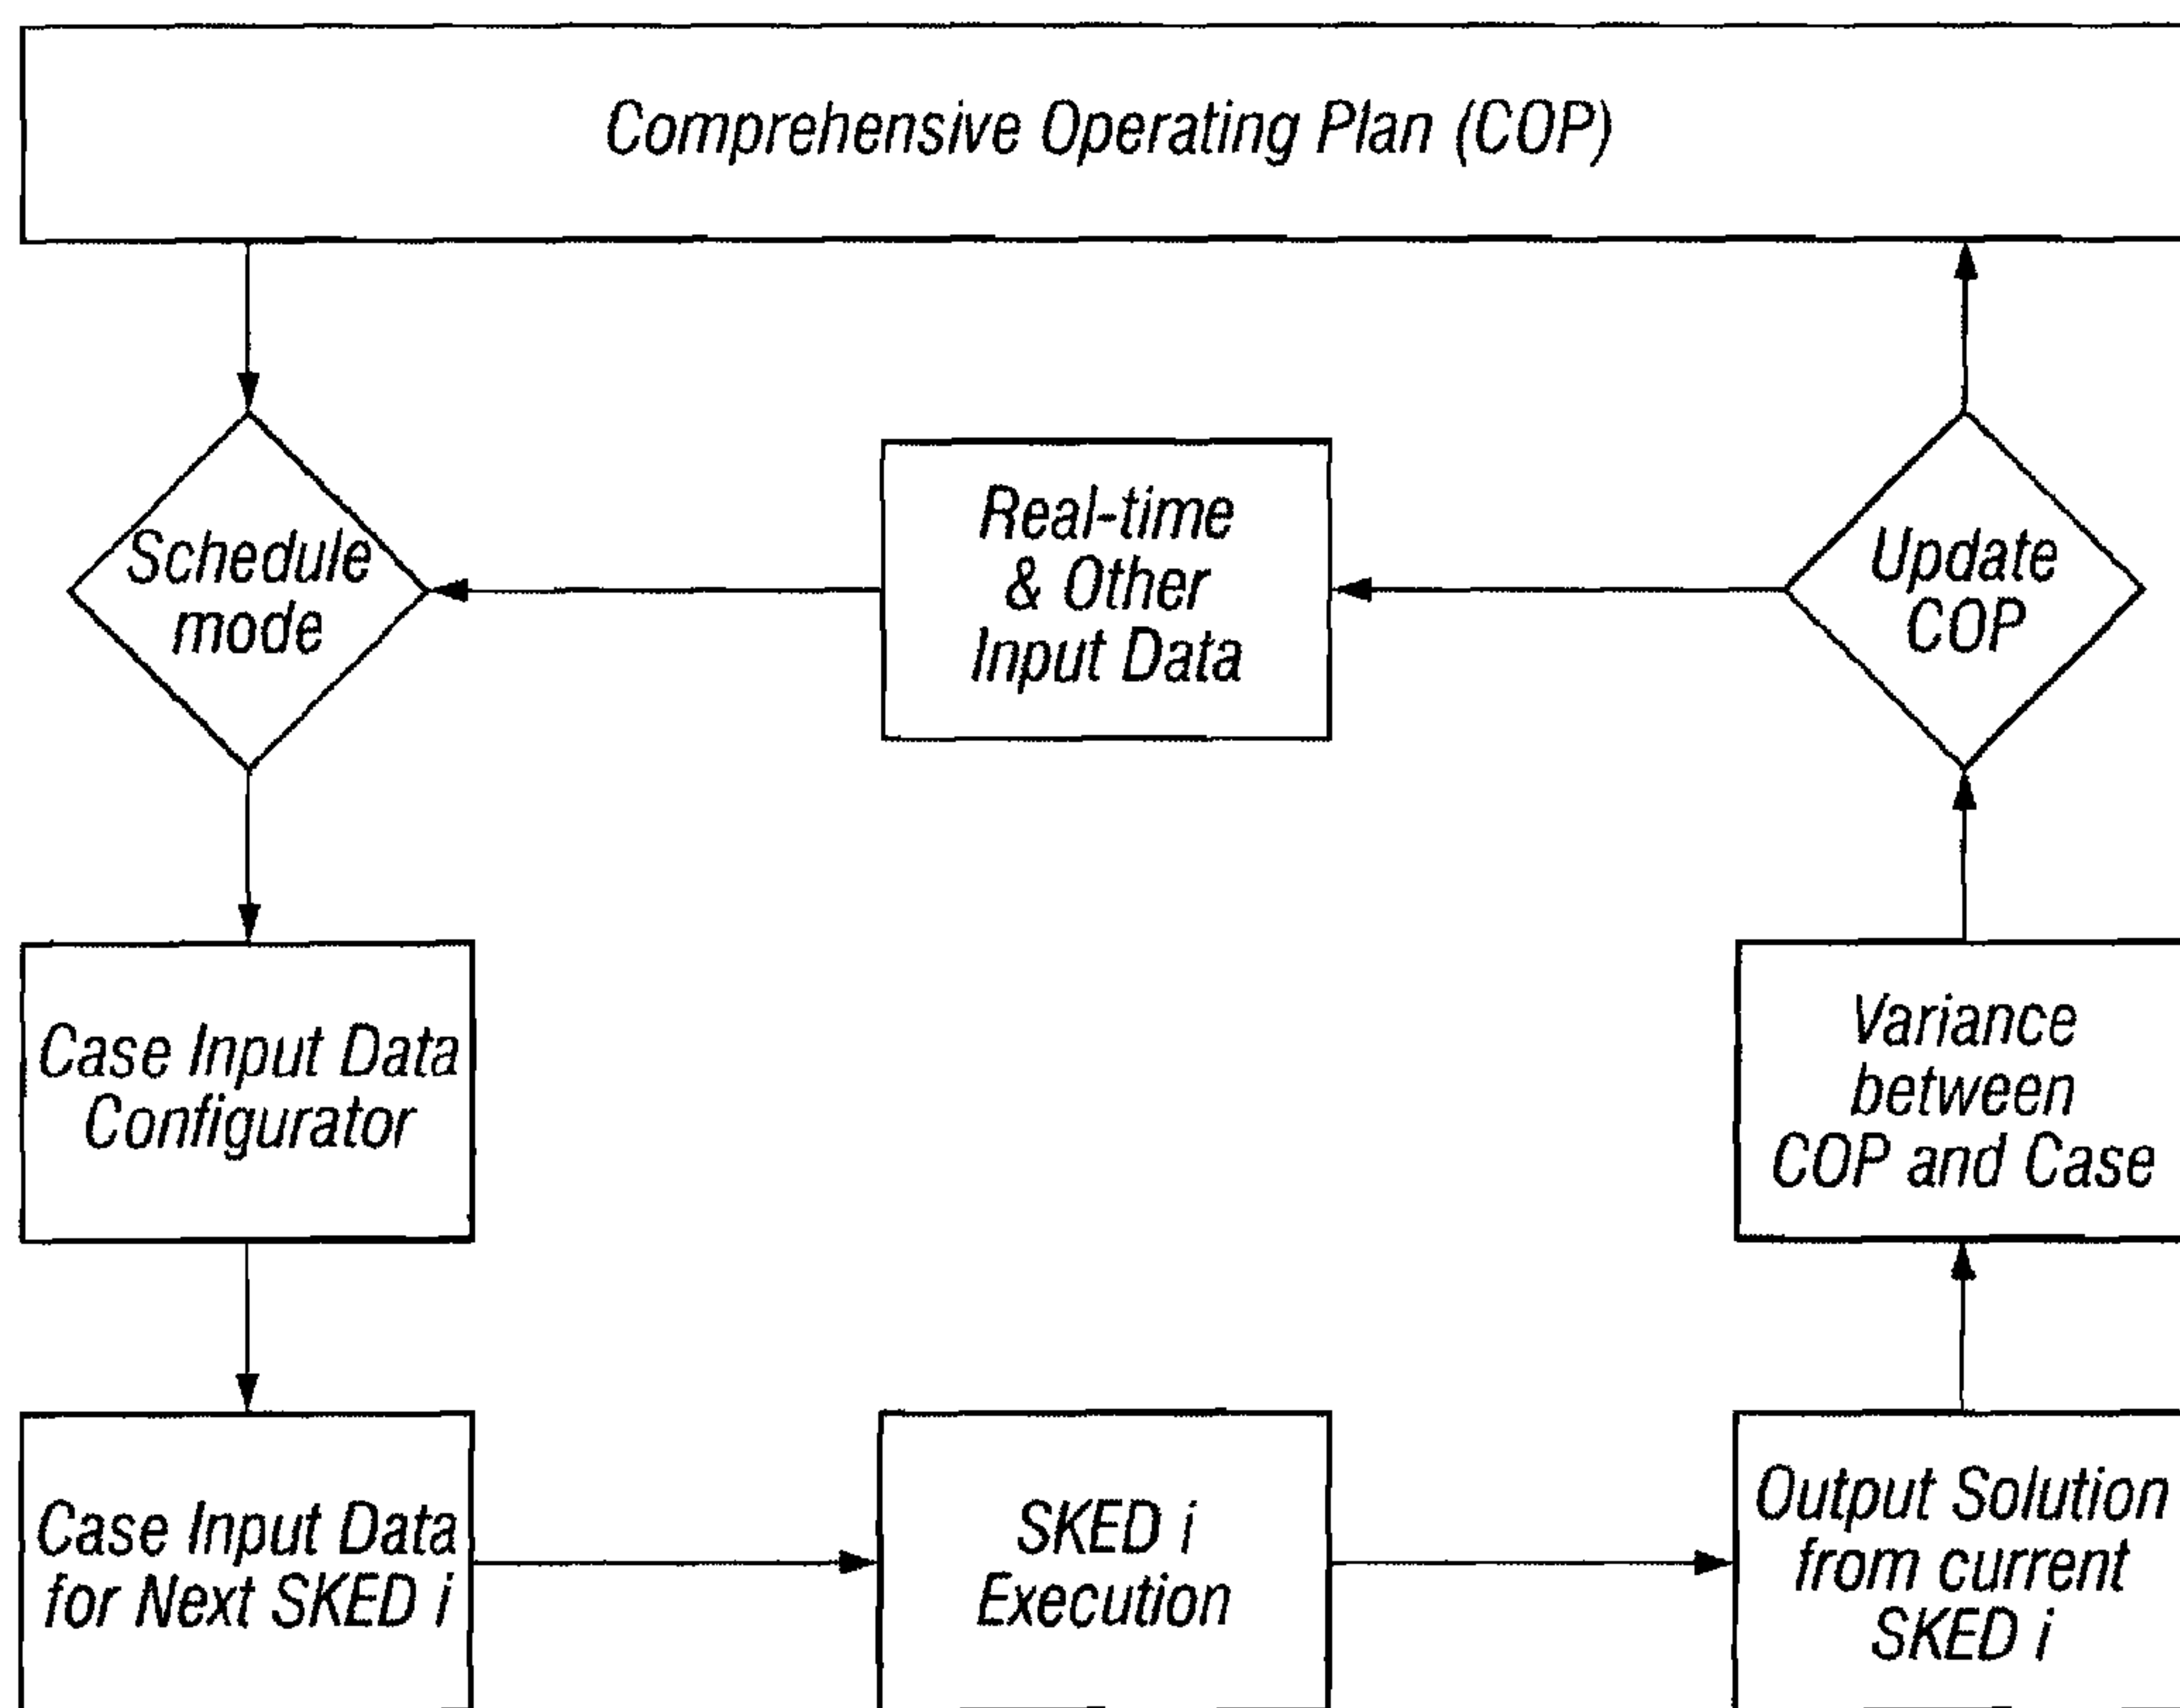 Comprehensive Operating Plan (COP)
Schedule
mode
Real-time
& Other
Input Data
Update
COP
Case Input Data
Configurator
Variance
between
COP and Case
Case Input Data
for Next SKED i
SKED i
Execution
Output Solution
from current
SKED i